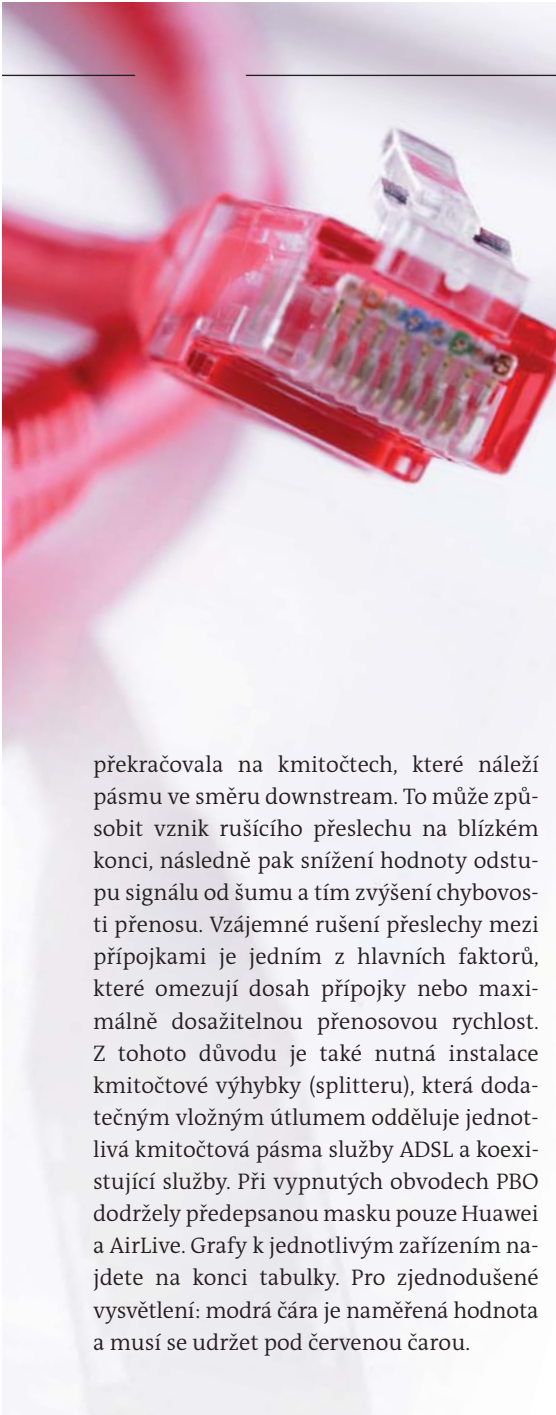 překračovala na kmitočtech, které náleží
pásmu ve směru downstream. To může způ-
sobit vznik rušícího přeslechu na blízkém
konci, následně pak snížení hodnoty odstu-
pu signálu od šumu a tím zvýšení chybovos-
ti přenosu. Vzájemné rušení přeslechy mezi
přípojkami je jedním z hlavních faktorů,
které omezují dosah přípojky nebo maxi-
málně dosažitelnou přenosovou rychlost.
Z tohoto důvodu je také nutná instalace
kmitočtové výhybky (splitteru), která doda-
tečným vložným útlumem odděluje jednot-
livá kmitočtová pásma služby ADSL a koexi-
stující služby. Při vypnutých obvodech PBO
dodržely předepsanou masku pouze Huawei
a AirLive. Grafy k jednotlivým zařízením na-
jdete na konci tabulky. Pro zjednodušené
vysvětlení: modrá čára je naměřená hodnota
a musí se udržet pod červenou čarou.